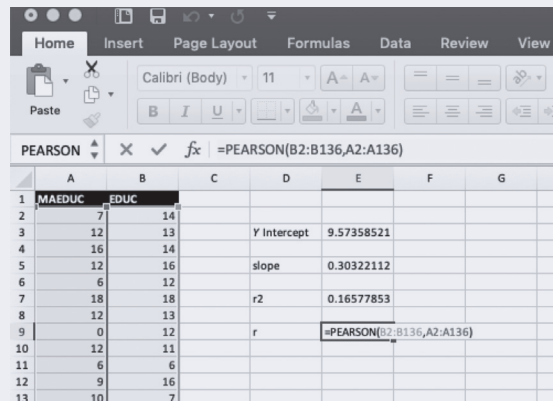 Home Insert Page Layout Formulas Data Review View
Calibri (Body) 11 A A
Paste B I U A
PEARSON fx =PEARSON(B2:B136,A2:A136)
A B C D E F G
1 MAEDUC EDUC
2 7 14
3 12 13 Y Intercept 9.57358521
4 16 14
5 12 16 slope 0.30322112
6 6 12
7 18 18 r2 0.16577853
8 12 13
9 0 12 r =PEARSON(B2:B136,A2:A136)
10 12 11
11 6 6
12 9 16
13 10 7